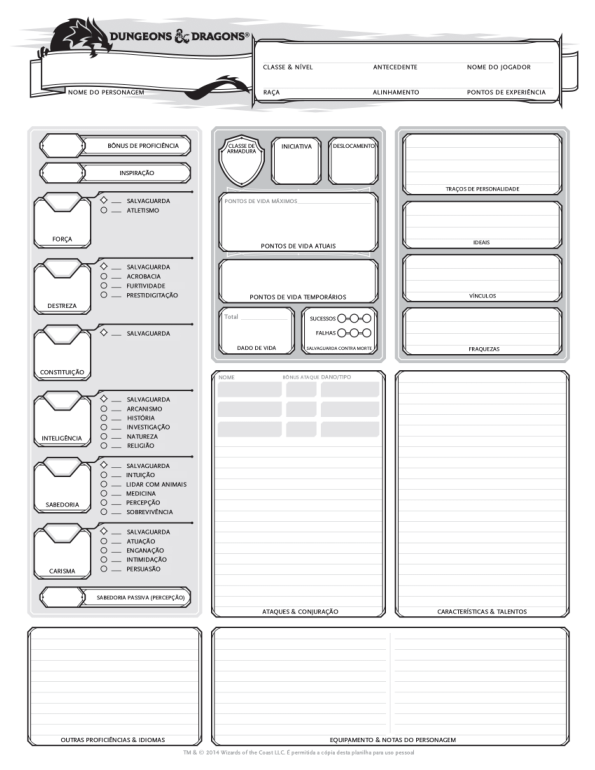 DUNGEONS & DRAGONS®
CLASSE & NÍVEL ANTECEDENTE NOME DO JOGADOR
NOME DO PERSONAGEM
RAÇA ALINHAMENTO PONTOS DE EXPERIÊNCIA
BÔNUS DE PROFICIÊNCIA
INSPIRAÇÃO
SALVAGUARDA
ATLETISMO
FORÇA
SALVAGUARDA
ACROBACIA
FURTIVIDADE
PRESTIDIGITAÇÃO
DESTREZA
SALVAGUARDA
CONSTITUIÇÃO
SALVAGUARDA
ARCANISMO
HISTÓRIA
INVESTIGAÇÃO
NATUREZA
RELIGIÃO
INTELIGÊNCIA
SALVAGUARDA
INTUIÇÃO
LIDAR COM ANIMAIS
MEDICINA
PERCEPÇÃO
SOBREVIVÊNCIA
SABEDORIA
SALVAGUARDA
ATUAÇÃO
ENGANAÇÃO
INTIMIDAÇÃO
PERSUASÃO
CARISMA
SABEDORIA PASSIVA (PERCEPÇÃO)
CLASSE DE
ARMADURA
INICIATIVA
DESLOCAMENTO
PONTOS DE VIDA MÁXIMOS
PONTOS DE VIDA ATUAIS
PONTOS DE VIDA TEMPORÁRIOS
Total
DADO DE VIDA
SUCESSOS
FALHAS
SALVAGUARDA CONTRA MORTE
TRAÇOS DE PERSONALIDADE
IDEAIS
VÍNCULOS
FRAQUEZAS
NOME BÔNUS ATAQUE DANO/TIPO
ATAQUES & CONJURAÇÃO
CARACTERÍSTICAS & TALENTOS
OUTRAS PROFICIÊNCIAS & IDIOMAS
EQUIPAMENTO & NOTAS DO PERSONAGEM
TM & © 2014 Wizards of the Coast LLC. É permitida a cópia desta planilha para uso pessoal